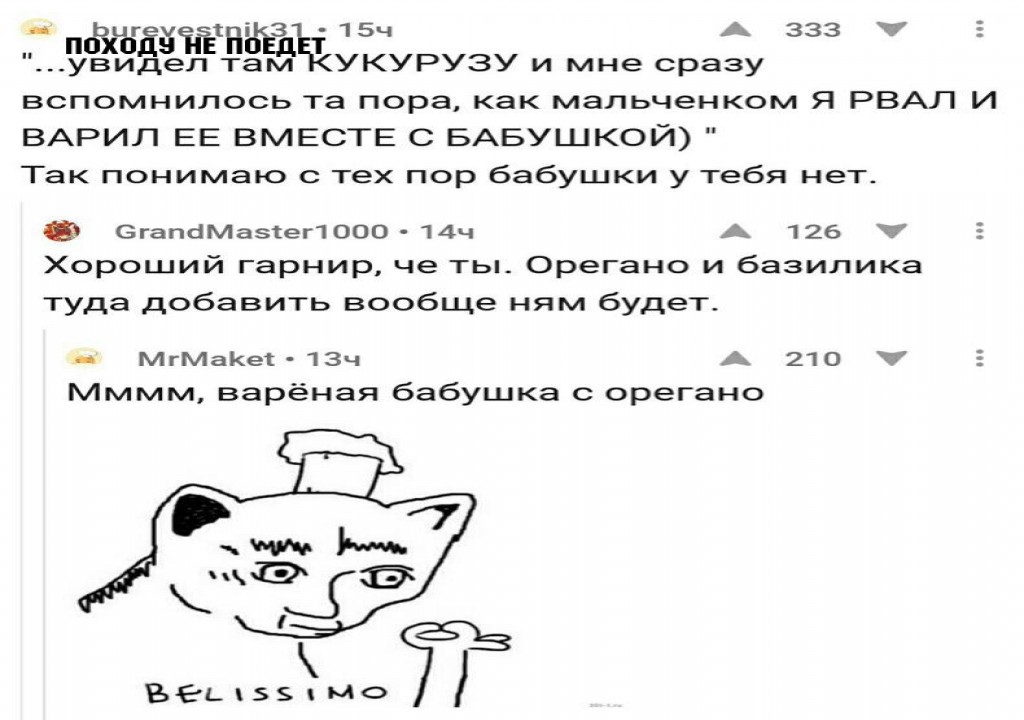 burevestnik31 • 15ч 333
ПОХОДУ НЕ ПОЕДЕТ
"...увидел там КУКУРУЗУ и мне сразу
вспомнилось та пора, как мальченком Я РВАЛ И
ВАРИЛ ЕЕ ВМЕСТЕ С БАБУШКОЙ) "
Так понимаю с тех пор бабушки у тебя нет.
GrandMaster1000 • 14ч 126
Хороший гарнир, че ты. Орегано и базилика
туда добавить вообще ням будет.
MrMaket • 13ч 210
Мммм, варёная бабушка с орегано
BELISSIMO